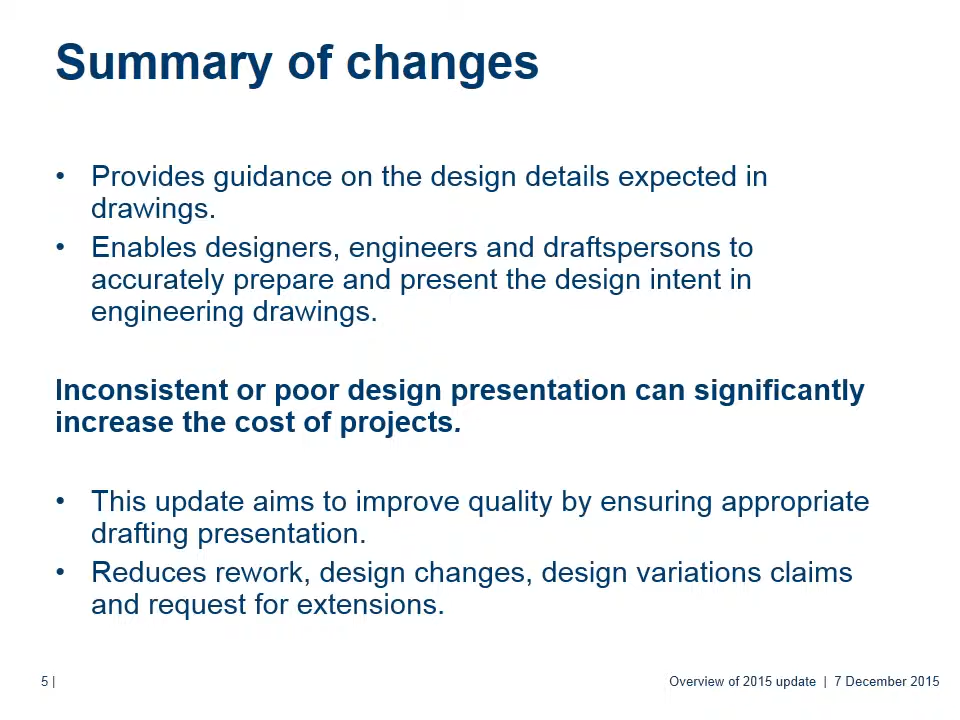 Summary of changes
• Provides guidance on the design details expected in
drawings.
• Enables designers, engineers and draftspersons to
accurately prepare and present the design intent in
engineering drawings.
Inconsistent or poor design presentation can significantly
increase the cost of projects.
• This update aims to improve quality by ensuring appropriate
drafting presentation.
• Reduces rework, design changes, design variations claims
and request for extensions.
5 |
Overview of 2015 update | 7 December 2015